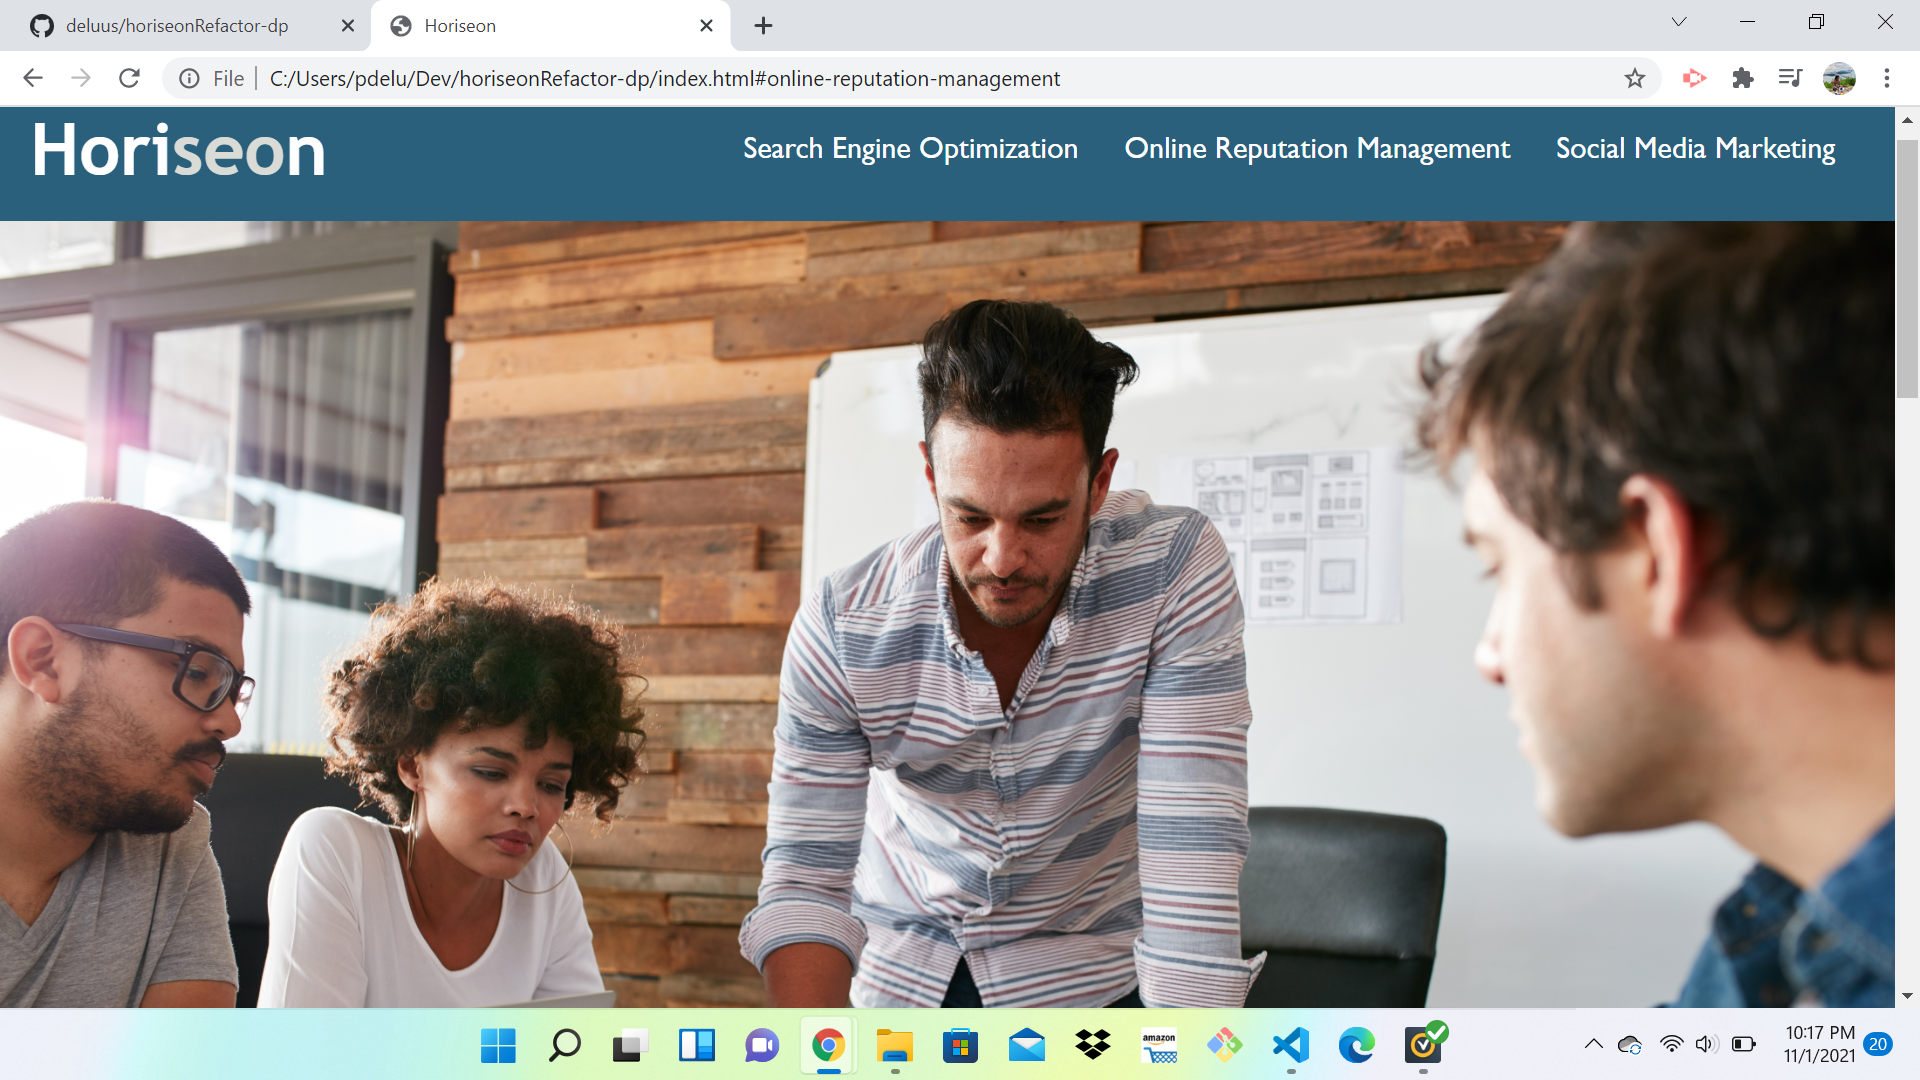 deluus/horiseonRefactor-dp
Horiseon
File
C:/Users/pdelu/Dev/horiseonRefactor-dp/index.html#online-reputation-management
Horiseon
Search Engine Optimization
Online Reputation Management
Social Media Marketing
amazon
10:17 PM
11/1/2021
20